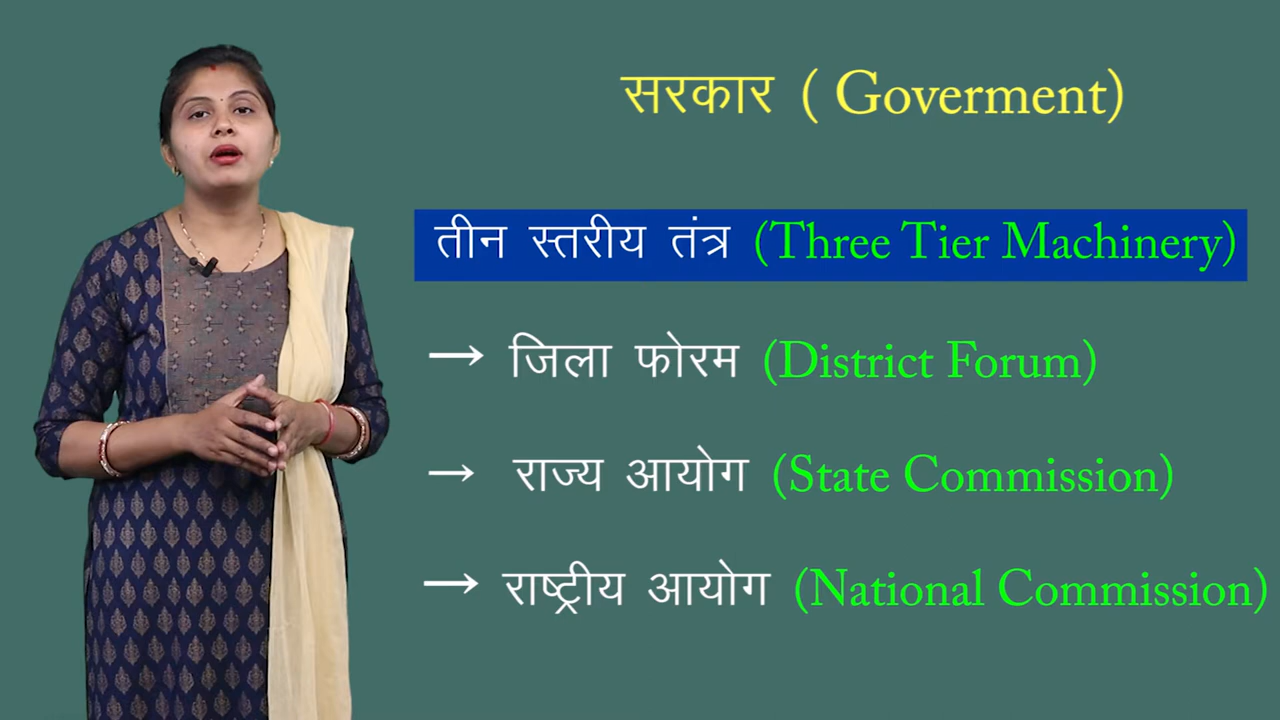 सरकार ( Goverment)
तीन स्तरीय तंत्र (Three Tier Machinery)
→ जिला फोरम (District Forum)
→ राज्य आयोग (State Commission)
→ राष्ट्रीय आयोग (National Commission)